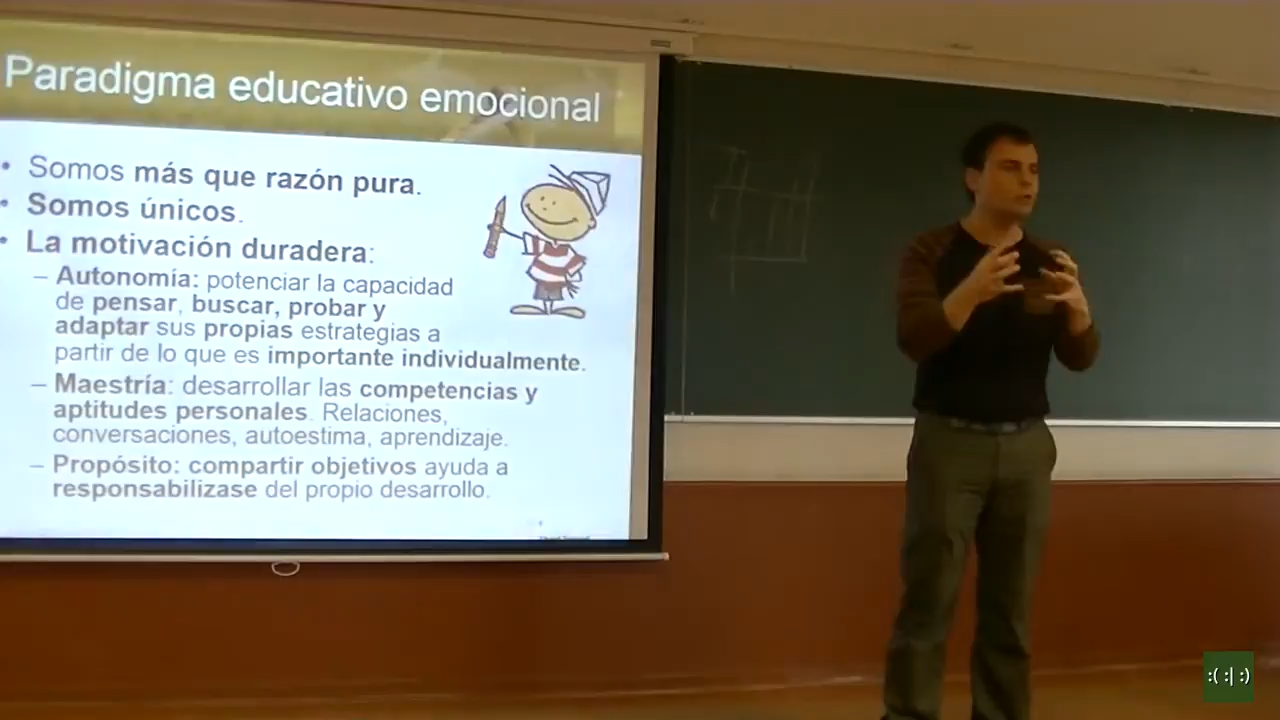 Paradigma educativo emocional
• Somos más que razón pura.
• Somos únicos.
• La motivación duradera:
– Autonomía: potenciar la capacidad
de pensar, buscar, probar y
adaptar sus propias estrategias a
partir de lo que es importante individualmente.
– Maestría: desarrollar las competencias y
aptitudes personales. Relaciones,
conversaciones, autoestima, aprendizaje.
– Propósito: compartir objetivos ayuda a
responsabilizase del propio desarrollo.
:( :| :)